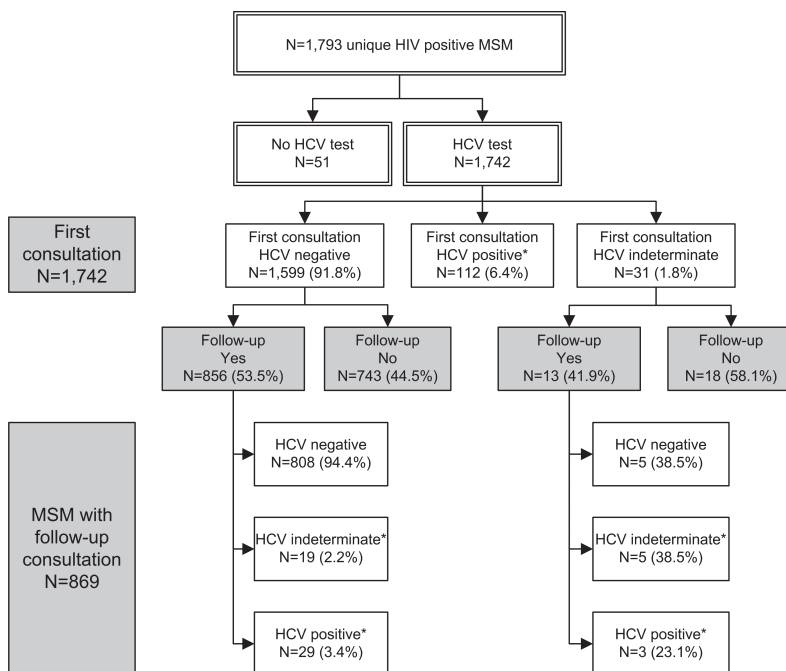 N=1,793 unique HIV positive MSM
No HCV test
N=51
HCV test
N=1,742
First
consultation
N=1,742
First consultation
HCV negative
N=1,599 (91.8%)
First consultation
HCV positive*
N=112 (6.4%)
First consultation
HCV indeterminate
N=31 (1.8%)
Follow-up
Yes
N=856 (53.5%)
Follow-up
No
N=743 (44.5%)
Follow-up
Yes
N=13 (41.9%)
Follow-up
No
N=18 (58.1%)
MSM with
follow-up
consultation
N=869
HCV negative
N=808 (94.4%)
HCV indeterminate*
N=19 (2.2%)
HCV positive*
N=29 (3.4%)
HCV negative
N=5 (38.5%)
HCV indeterminate*
N=5 (38.5%)
HCV positive*
N=3 (23.1%)